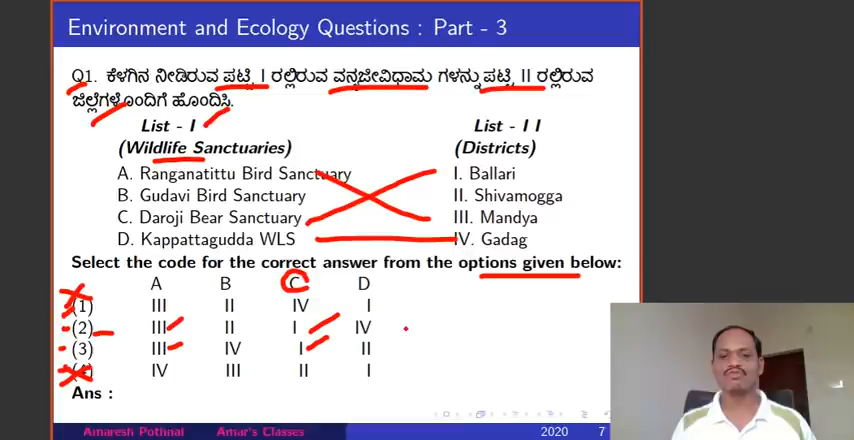 Environment and Ecology Questions : Part - 3
Q1. ಕೆಳಗಿನ ನೀಡಿರುವ ಪಟ್ಟಿ I ರಲ್ಲಿರುವ ವನ್ಯಜೀವಿಧಾಮ ಗಳನ್ನು ಪಟ್ಟಿ II ರಲ್ಲಿರುವ
ಜಿಲ್ಲೆಗಳೊಂದಿಗೆ ಹೊಂದಿಸಿ.
List - I List - I I
(Wildlife Sanctuaries) (Districts)
A. Ranganatittu Bird Sanctuary I. Ballari
B. Gudavi Bird Sanctuary II. Shivamogga
C. Daroji Bear Sanctuary III. Mandya
D. Kappattagudda WLS IV. Gadag
Select the code for the correct answer from the options given below:
A B C D
(1) III II IV I
(2) III II I IV
(3) III IV I II
(4) IV III II I
Ans :
Amaresh Pothnal Amar's Classes 2020 7